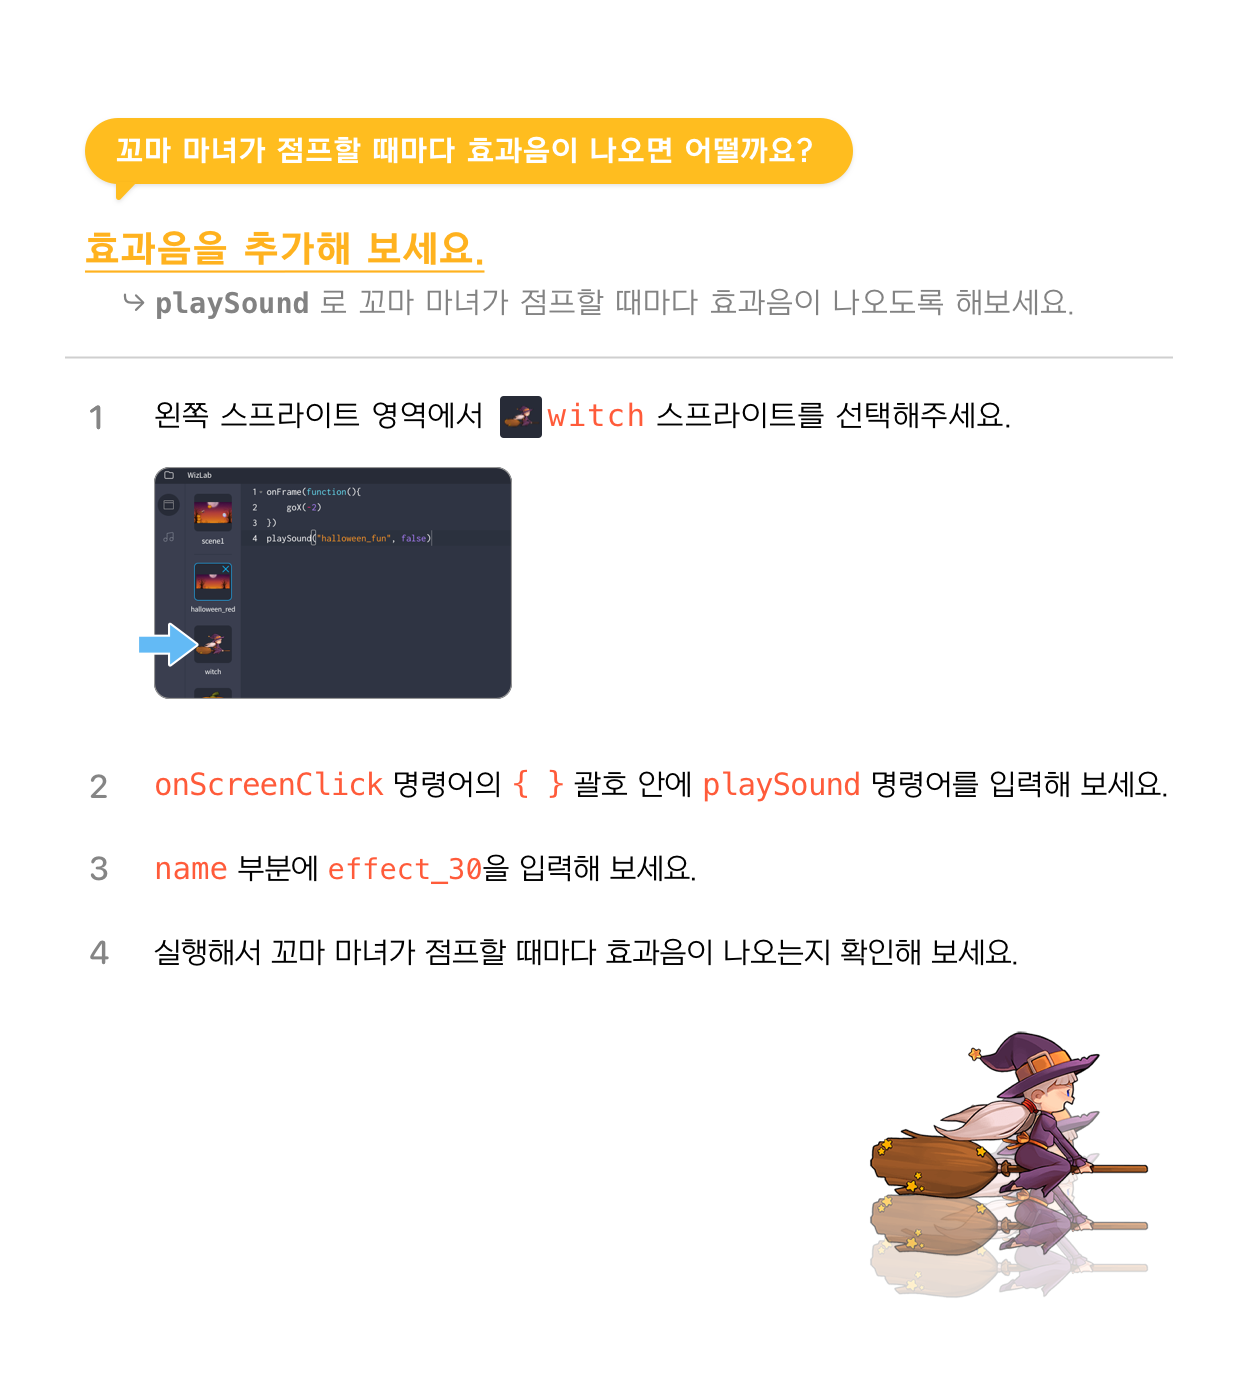 꼬마 마녀가 점프할 때마다 효과음이 나오면 어떨까요?
효과음을 추가해 보세요.
↪ playSound 로 꼬마 마녀가 점프할 때마다 효과음이 나오도록 해보세요.
1 왼쪽 스프라이트 영역에서 witch 스프라이트를 선택해주세요.
WizLab
scene1
halloween_red
witch
1 onFrame(function(){
2 goX(-2)
3 })
4 playSound("halloween_fun", false)
2 onScreenClick 명령어의 { } 괄호 안에 playSound 명령어를 입력해 보세요.
3 name 부분에 effect_30을 입력해 보세요.
4 실행해서 꼬마 마녀가 점프할 때마다 효과음이 나오는지 확인해 보세요.